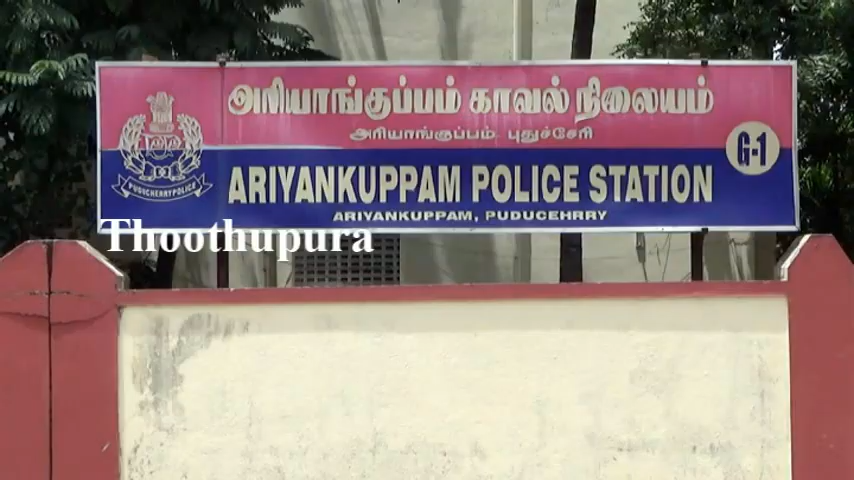 அரியாங்குப்பம் காவல் நிலையம்
அரியாங்குப்பம் புதுச்சேரி
G-1
PUDUCHERRY POLICE
ARIYANKUPPAM POLICE STATION
ARIYANKUPPAM, PUDUCEHRRY
Thoothupura